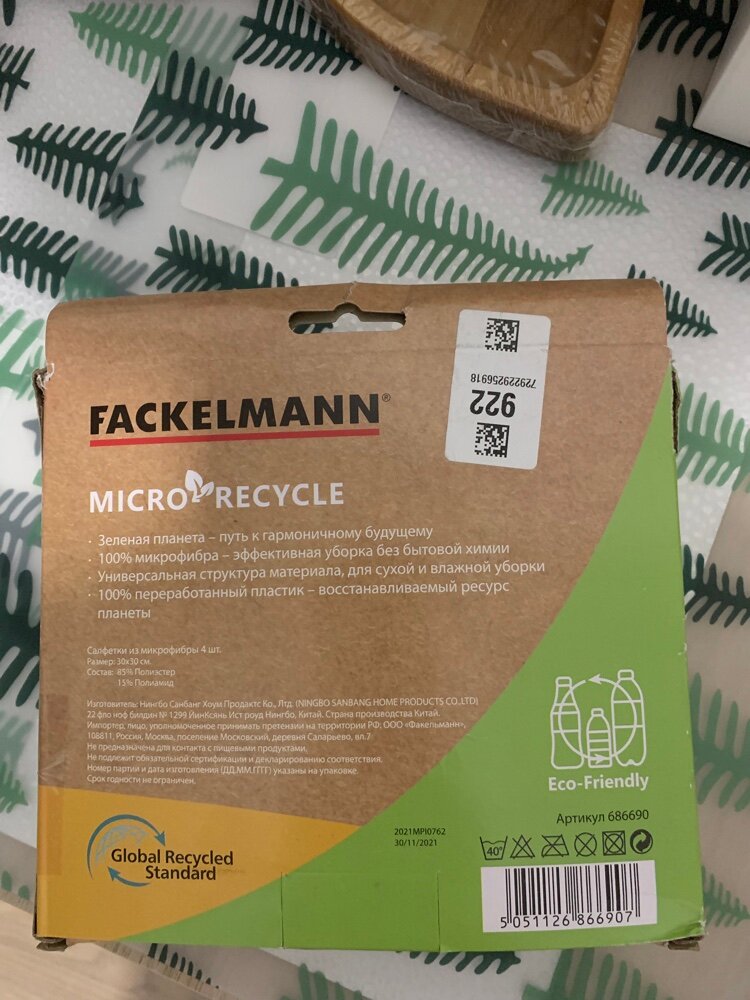 729229256918
922
FACKELMANN®
MICRO RECYCLE
· Зеленая планета – путь к гармоничному будущему
· 100% микрофибра – эффективная уборка без бытовой химии
· Универсальная структура материала, для сухой и влажной уборки
· 100% переработанный пластик – восстанавливаемый ресурс
планеты
Салфетки из микрофибры 4 шт.
Размер: 30х30 см.
Состав: 85% Полиэстер
15% Полиамид
Изготовитель: Нингбо Санбанг Хоум Продактс Ко., Лтд. (NINGBO SANBANG HOME PRODUCTS CO.,LTD)
22 фло ноф билдин № 1299 ИинКсянь Ист роуд Нингбо, Китай. Страна производства Китай.
Импортер, лицо, уполномоченное принимать претензии на территории РФ: ООО «Факельманн»,
108811, Россия, Москва, поселение Московский, деревня Саларьево, вл.7
Не предназначена для контакта с пищевыми продуктами.
Не подлежит обязательной сертификации и декларированию соответствия.
Номер партии и дата изготовления (ДД.ММ.ГГГГ) указаны на упаковке.
Срок годности не ограничен.
Eco-Friendly
Артикул 686690
Global Recycled
Standard
2021MPI0762
30/11/2021
40°
5 051126 866907